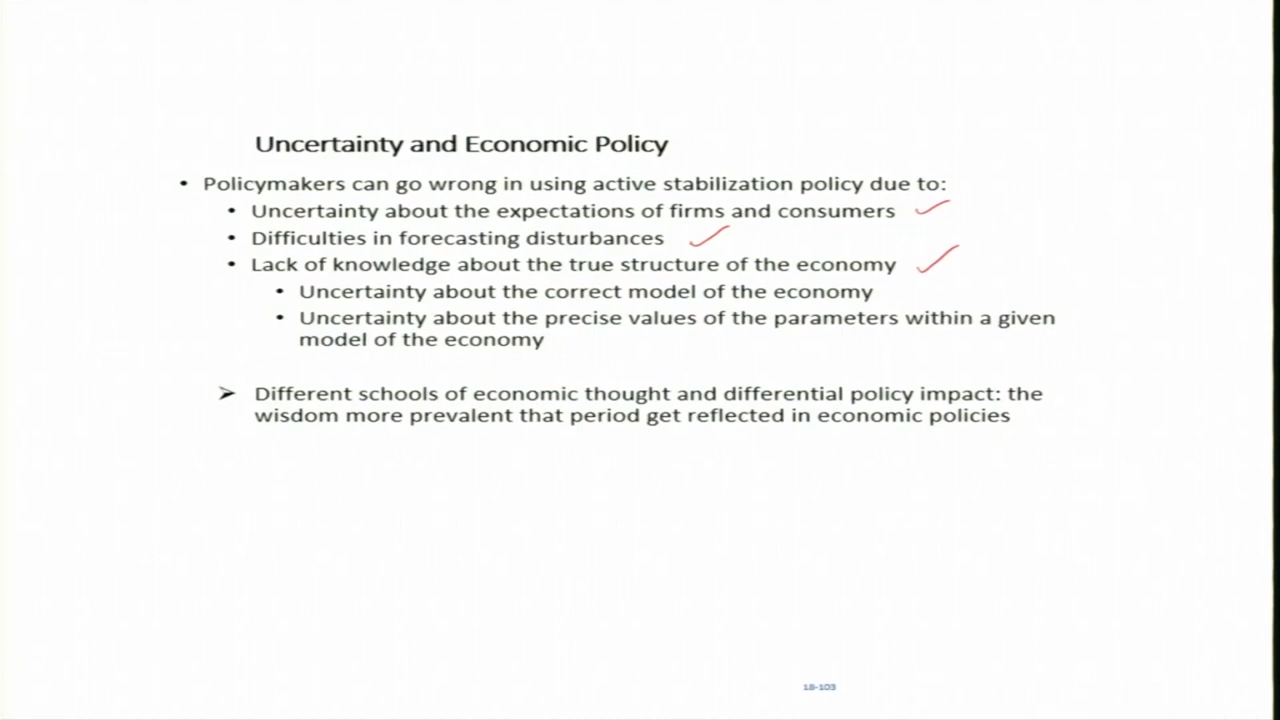 Uncertainty and Economic Policy
• Policymakers can go wrong in using active stabilization policy due to:
• Uncertainty about the expectations of firms and consumers
• Difficulties in forecasting disturbances
• Lack of knowledge about the true structure of the economy
• Uncertainty about the correct model of the economy
• Uncertainty about the precise values of the parameters within a given
model of the economy
➢ Different schools of economic thought and differential policy impact: the
wisdom more prevalent that period get reflected in economic policies
18-103